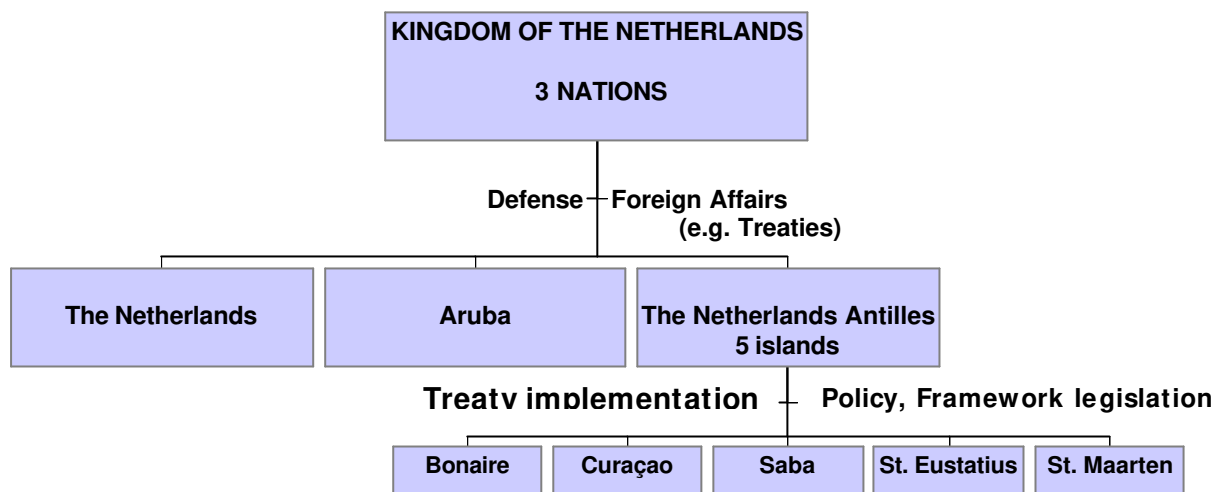 KINGDOM OF THE NETHERLANDS
3 NATIONS
Defense Foreign Affairs
(e.g. Treaties)
The Netherlands
Aruba
The Netherlands Antilles
5 islands
Treaty implementation
Policy, Framework legislation
Bonaire
Curaçao
Saba
St. Eustatius
St. Maarten